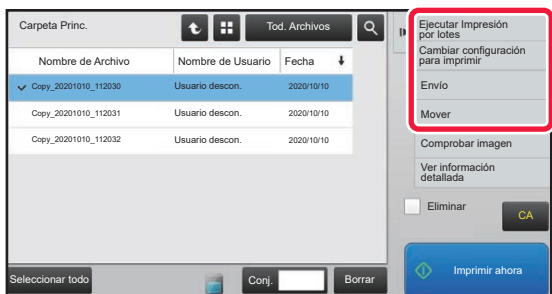 Carpeta Princ.
Tod. Archivos
Nombre de Archivo
Nombre de Usuario
Fecha
Copy_20201010_112030
Usuario descon.
2020/10/10
Copy_20201010_112031
Usuario descon.
2020/10/10
Copy_20201010_112032
Usuario descon.
2020/10/10
Seleccionar todo
Conj.
Borrar
Ejecutar Impresión
por lotes
Cambiar configuración
para imprimir
Envío
Mover
Comprobar imagen
Ver información
detallada
Eliminar
CA
Imprimir ahora